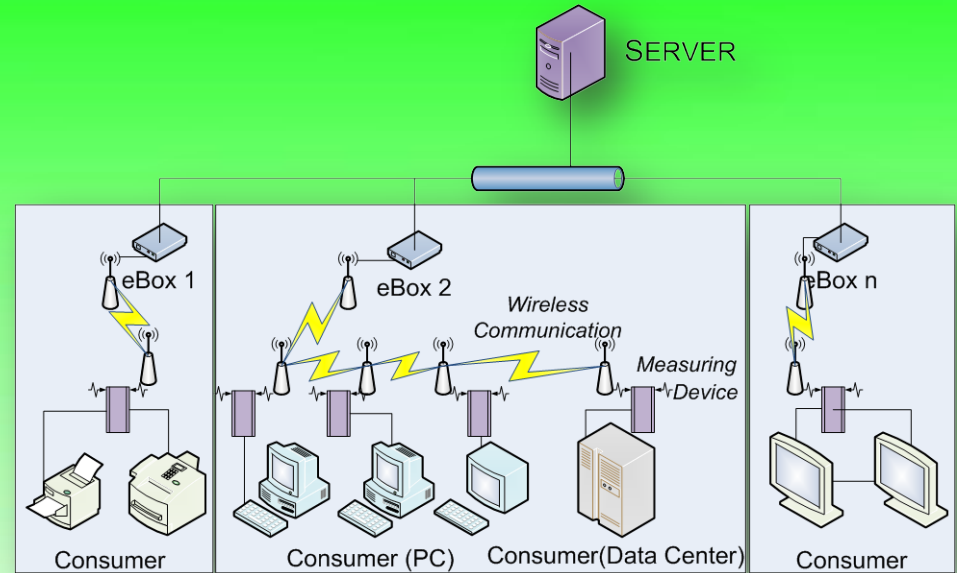 SERVER
eBox 1
eBox 2
eBox n
Wireless
Communication
Measuring
Device
Consumer
Consumer (PC)
Consumer(Data Center)
Consumer